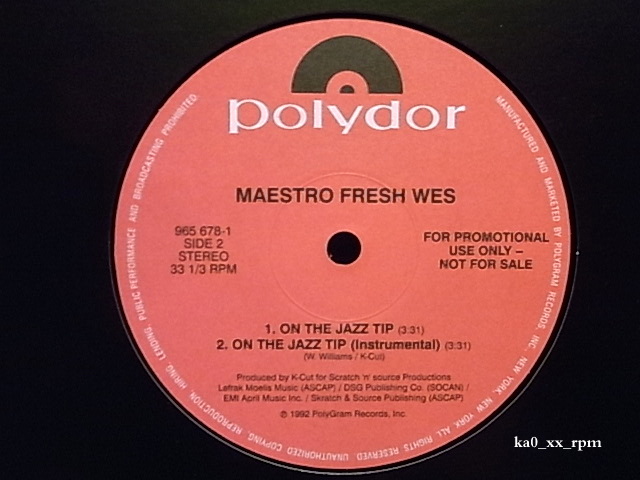 polydor
MAESTRO FRESH WES
965 678-1
SIDE 2
STEREO
33 1/3 RPM
FOR PROMOTIONAL
USE ONLY –
NOT FOR SALE
1. ON THE JAZZ TIP (3:31)
2. ON THE JAZZ TIP (Instrumental) (3:31)
(W. Williams / K-Cut)
Produced by K-Cut for Scratch 'n' source Productions
Lefrak Moelis Music (ASCAP) / DSG Publishing Co. (SOCAN) /
EMI April Music Inc. / Skratch & Source Publishing (ASCAP)
℗ 1992 PolyGram Records, Inc.
MANUFACTURED AND MARKETED BY POLYGRAM RECORDS, INC. NEW YORK, NEW YORK. ALL RIGHTS RESERVED. UNAUTHORIZED COPYING, REPRODUCTION, HIRING, LENDING, PUBLIC PERFORMANCE AND BROADCASTING PROHIBITED.
ka0_xx_rpm